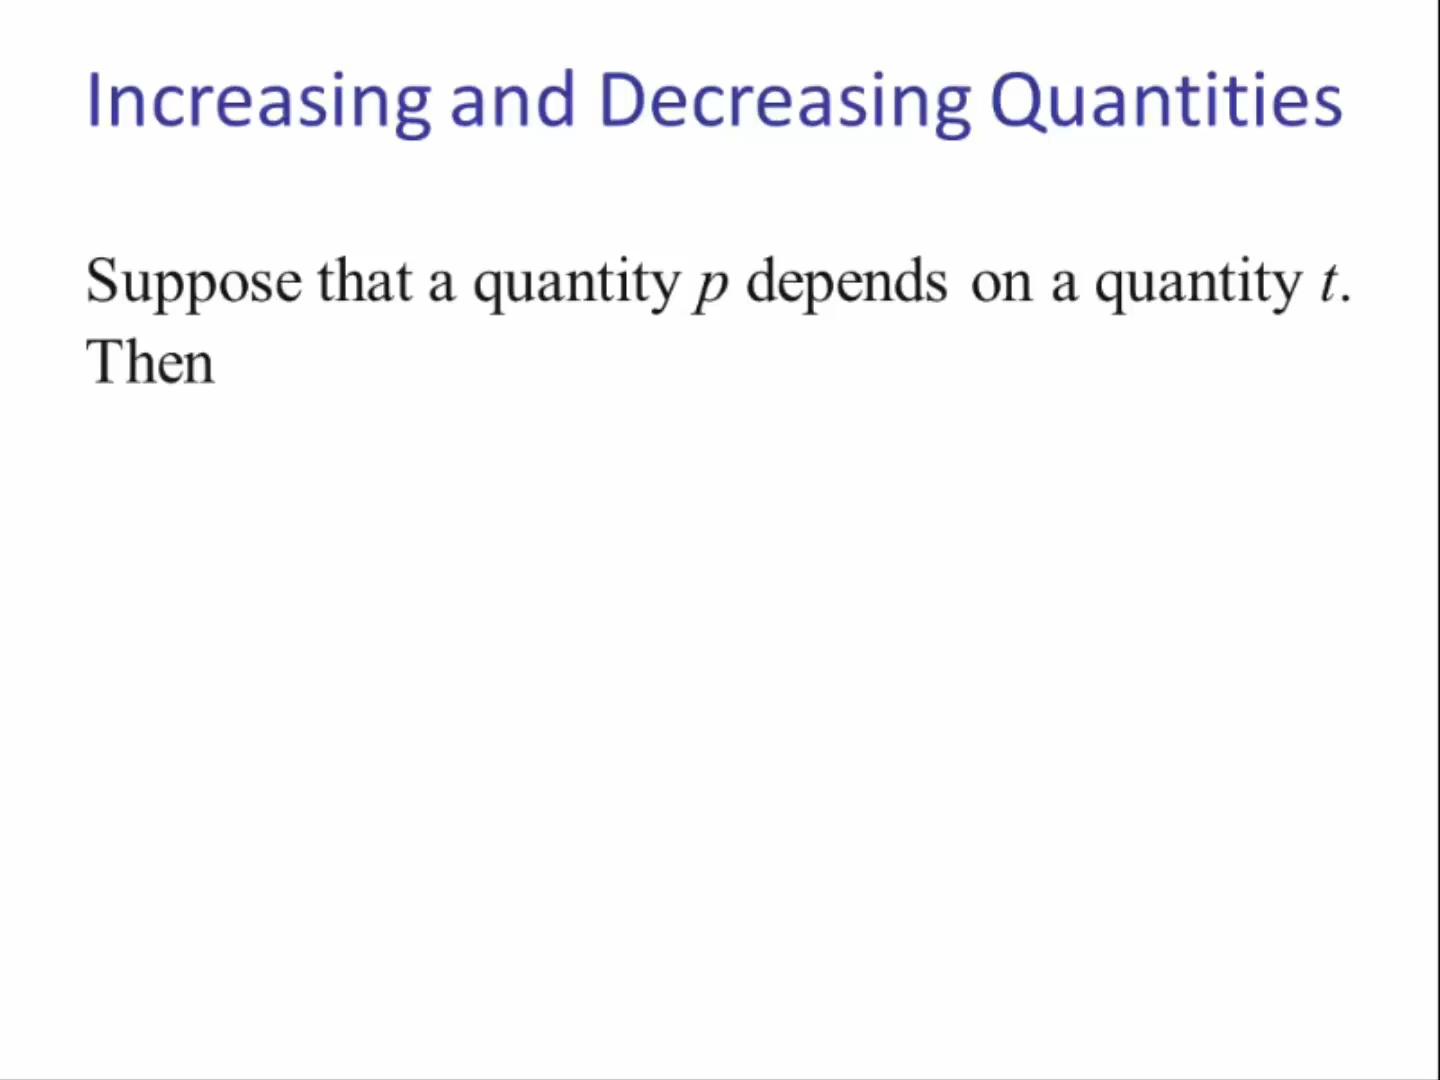 Increasing and Decreasing Quantities
Suppose that a quantity p depends on a quantity t.
Then